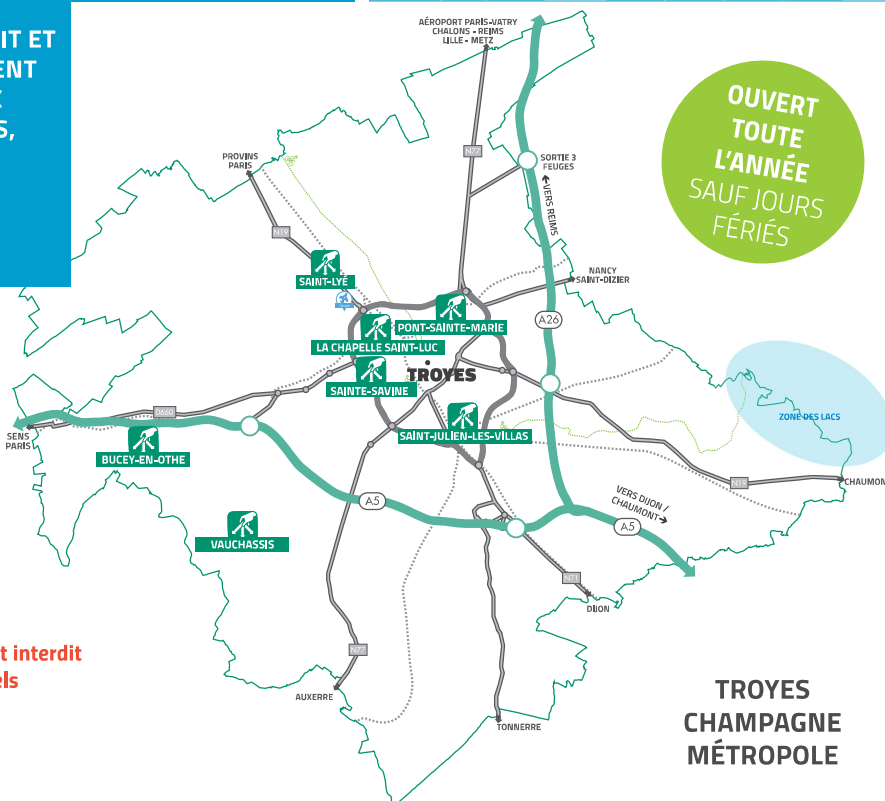 IT ET
ENT
X
S,
AÉROPORT PARIS-VATRY
CHALONS - REIMS
LILLE - METZ
OUVERT
TOUTE
L'ANNÉE
SAUF JOURS
FÉRIÉS
PROVINS
PARIS
N77
SORTIE 3
FEUGES
VERS REIMS
N19
SAINT-LYÉ
NANCY
SAINT-DIZIER
PONT-SAINTE-MARIE
A26
LA CHAPELLE SAINT-LUC
TROYES
SAINTE-SAVINE
D660
ZONE DES LACS
SENS
PARIS
SAINT-JULIEN-LES-VILLAS
BUCEY-EN-OTHE
CHAUMONT
N19
A5
VERS DIJON /
CHAUMONT
A5
VAUCHASSIS
N71
DIJON
t interdit
els
N77
AUXERRE
TONNERRE
TROYES
CHAMPAGNE
MÉTROPOLE